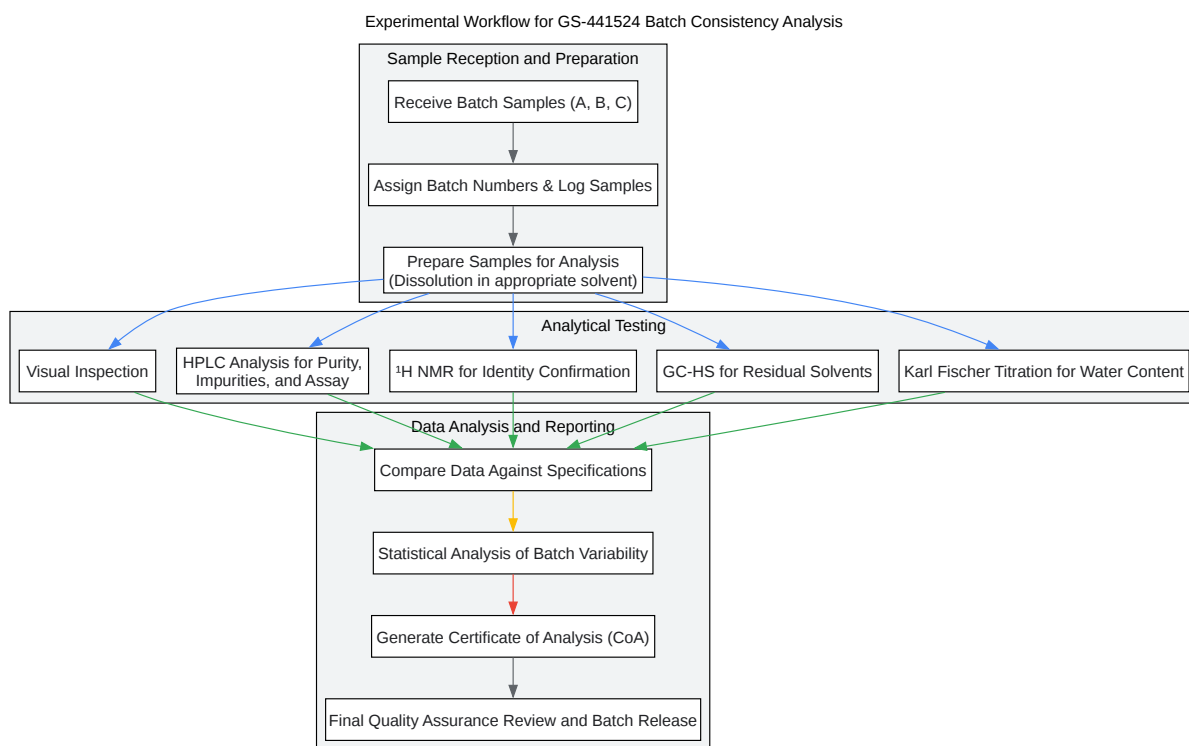 Experimental Workflow for GS-441524 Batch Consistency Analysis
Sample Reception and Preparation
Receive Batch Samples (A, B, C)
Assign Batch Numbers & Log Samples
Prepare Samples for Analysis
(Dissolution in appropriate solvent)
Analytical Testing
Visual Inspection
HPLC Analysis for Purity,
Impurities, and Assay
¹H NMR for Identity Confirmation
GC-HS for Residual Solvents
Karl Fischer Titration for Water Content
Data Analysis and Reporting
Compare Data Against Specifications
Statistical Analysis of Batch Variability
Generate Certificate of Analysis (CoA)
Final Quality Assurance Review and Batch Release